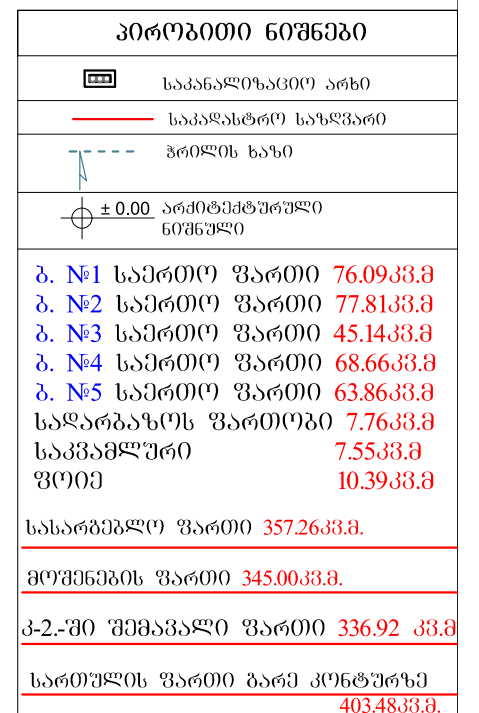 პირობითი ნიშნები
საკანალიზაციო არხი
საკადასტრო საზღვარი
ჭრილის ხაზი
± 0.00 არქიტექტურული
ნიშნული
ბ. №1 საერთო ფართი 76.09კვ.მ
ბ. №2 საერთო ფართი 77.81კვ.მ
ბ. №3 საერთო ფართი 45.14კვ.მ
ბ. №4 საერთო ფართი 68.66კვ.მ
ბ. №5 საერთო ფართი 63.86კვ.მ
სადარბაზოს ფართობი 7.76კვ.მ
საკვამლური 7.55კვ.მ
ფოიე 10.39კვ.მ
სასარგებლო ფართი 357.26კვ.მ.
მოშენების ფართი 345.00კვ.მ.
კ-2.-ში შემავალი ფართი 336.92 კვ.მ
სართულის ფართი გარე კონტურზე
403.48კვ.მ.